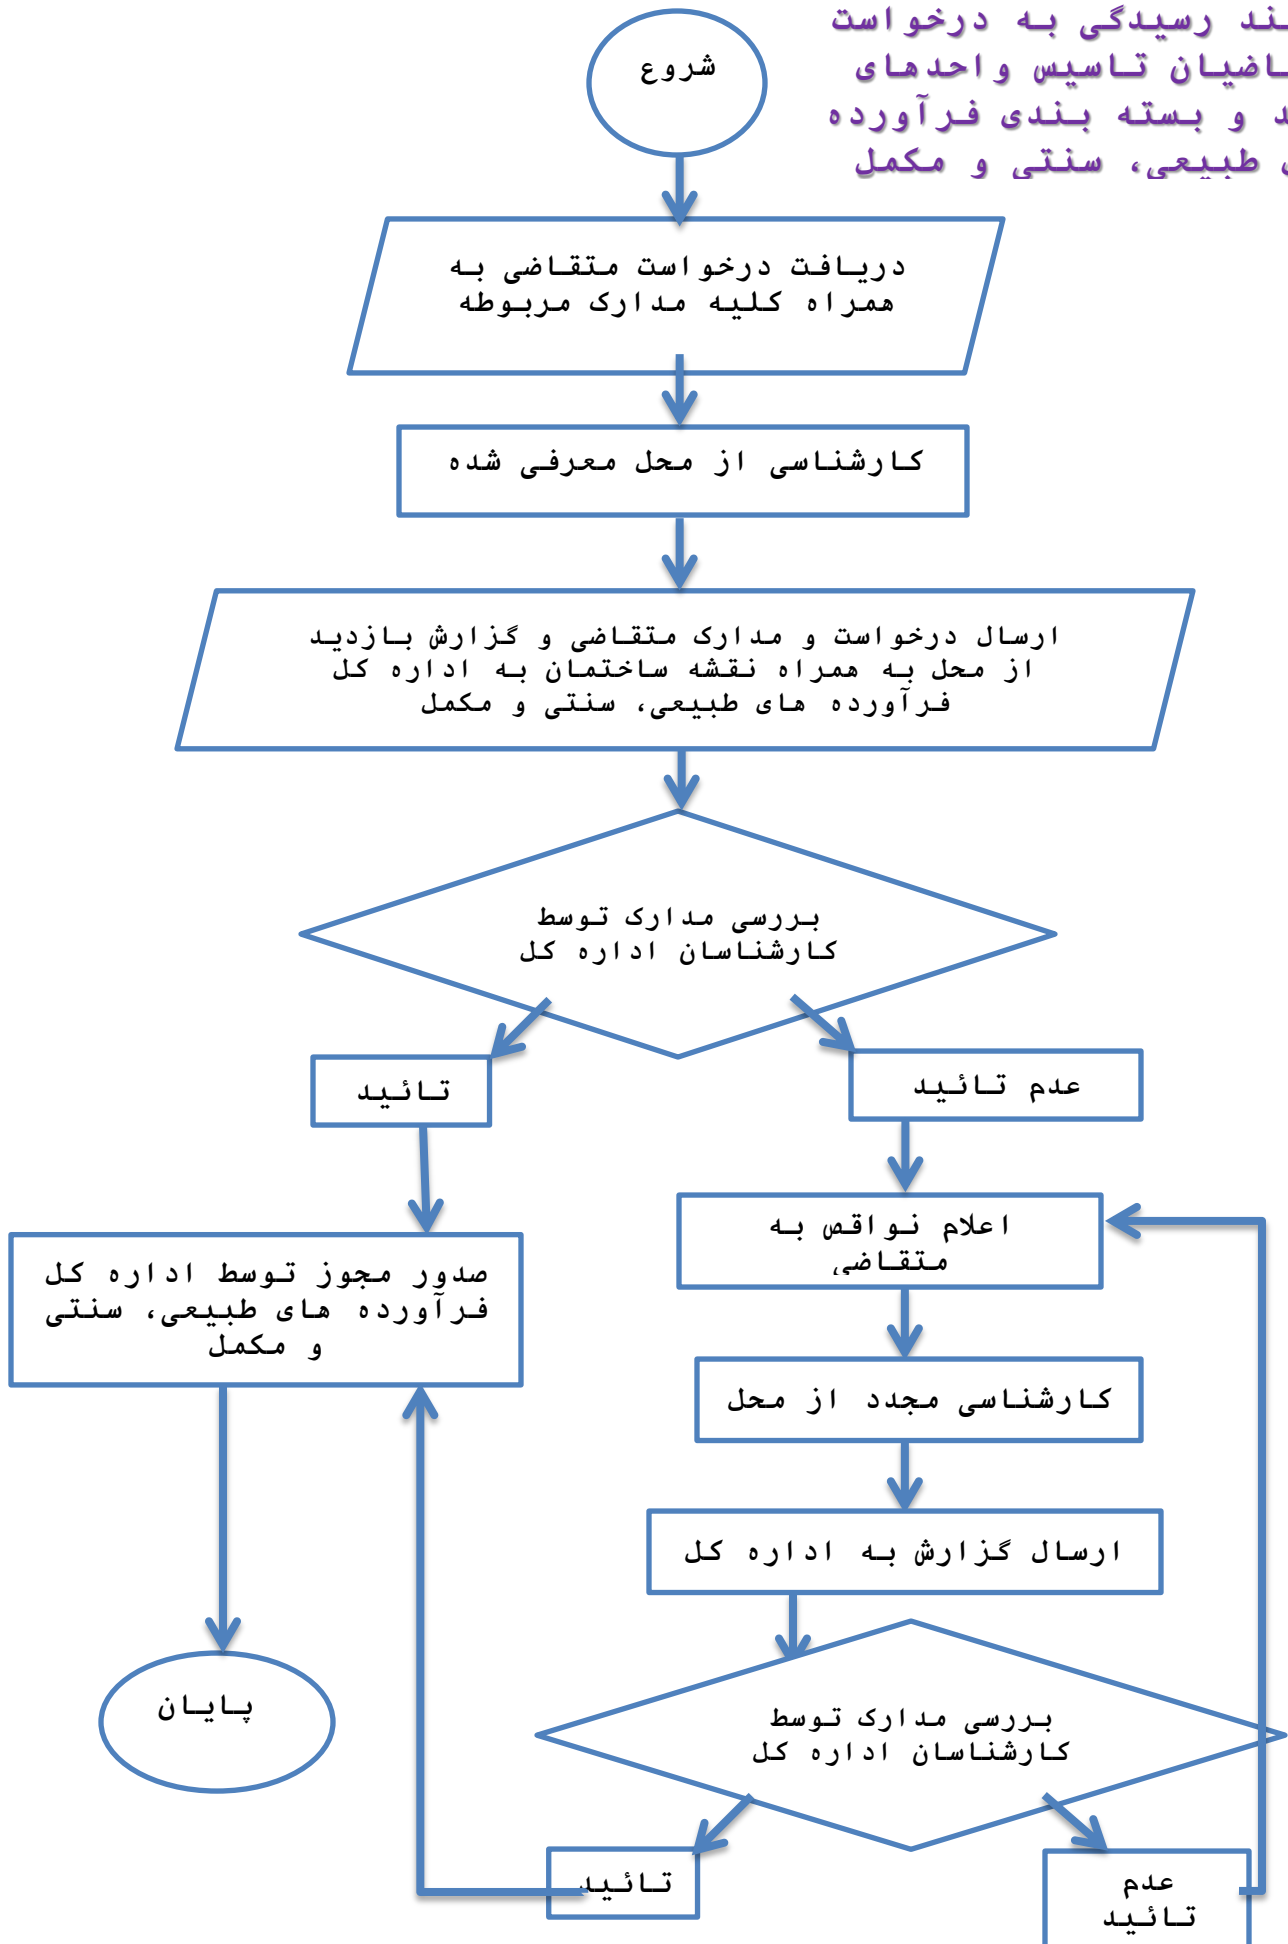 رسیدگی به درخواست
تاسیس واحدهای
و بسته بندی فرآورده
طبیعی، سنتی و مکمل
شروع
دریافت درخواست متقاضی به
همراه کلیه مدارک مربوطه
کارشناسی از محل معرفی شده
ارسال درخواست و مدارک متقاضی و گزارش بازدید
از محل به همراه نقشه ساختمان به اداره کل
فرآورده های طبیعی، سنتی و مکمل
بررسی مدارک توسط
کارشناسان اداره کل
عدم تائید
تائید
اعلام نواقص به
متقاضی
صدور مجوز توسط اداره کل
فرآورده های طبیعی، سنتی
و مکمل
کارشناسی مجدد از محل
ارسال گزارش به اداره کل
پایان
بررسی مدارک توسط
کارشناسان اداره کل
عدم
تائید
تائید